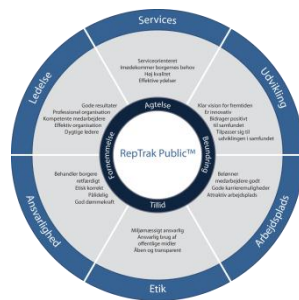 Services
Serviceorienteret
Imødekommer borgernes behov
Høj kvalitet
Effektive ydelser
Ledelse
Gode resultater
Professionel organisation
Kompetente medarbejdere
Effektiv organisation
Dygtige ledere
Udvikling
Klar vision for fremtiden
Er innovativ
Bidrager positivt
til samfundet
Tilpasser sig til
udviklingen i samfundet
Agtelse
Fornemmelse
Beundring
Tillid
RepTrak Public™
Ansvarlighed
Behandler borgere
retfærdigt
Etisk korrekt
Pålidelig
God dømmekraft
Arbejdsplads
Belønner
medarbejdere godt
Gode karrieremuligheder
Attraktiv arbejdsplads
Miljømæssigt ansvarlig
Ansvarlig brug af
offentlige midler
Åben og transparent
Etik